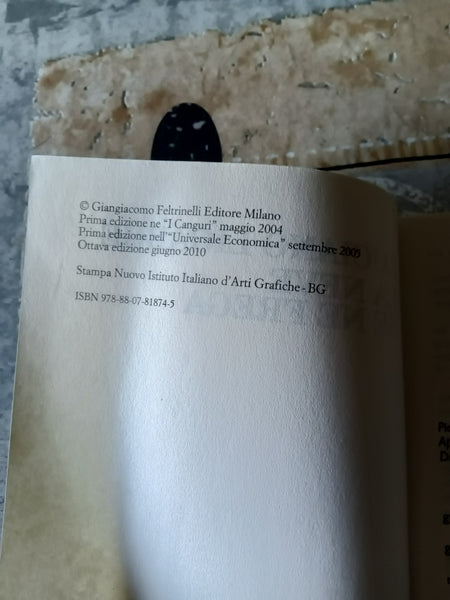 © Giangiacomo Feltrinelli Editore Milano
Prima edizione ne “I Canguri” maggio 2004
Prima edizione nell’“Universale Economica” settembre 2005
Ottava edizione giugno 2010
Stampa Nuovo Istituto Italiano d’Arti Grafiche - BG
ISBN 978-88-07-81874-5